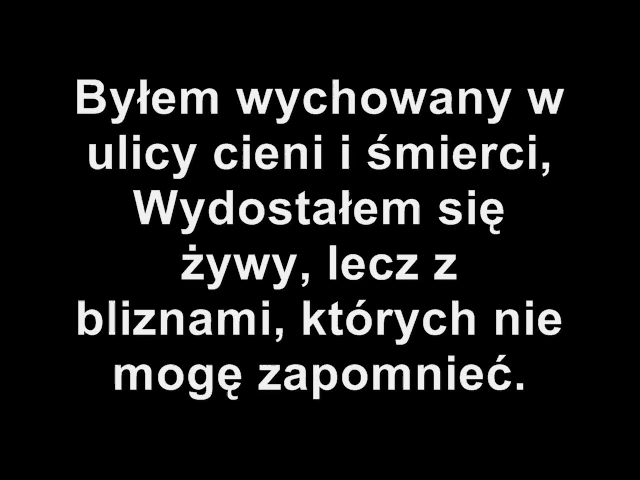 Byłem wychowany w
ulicy cieni i śmierci,
Wydostałem się
żywy, lecz z
bliznami, których nie
mogę zapomnieć.